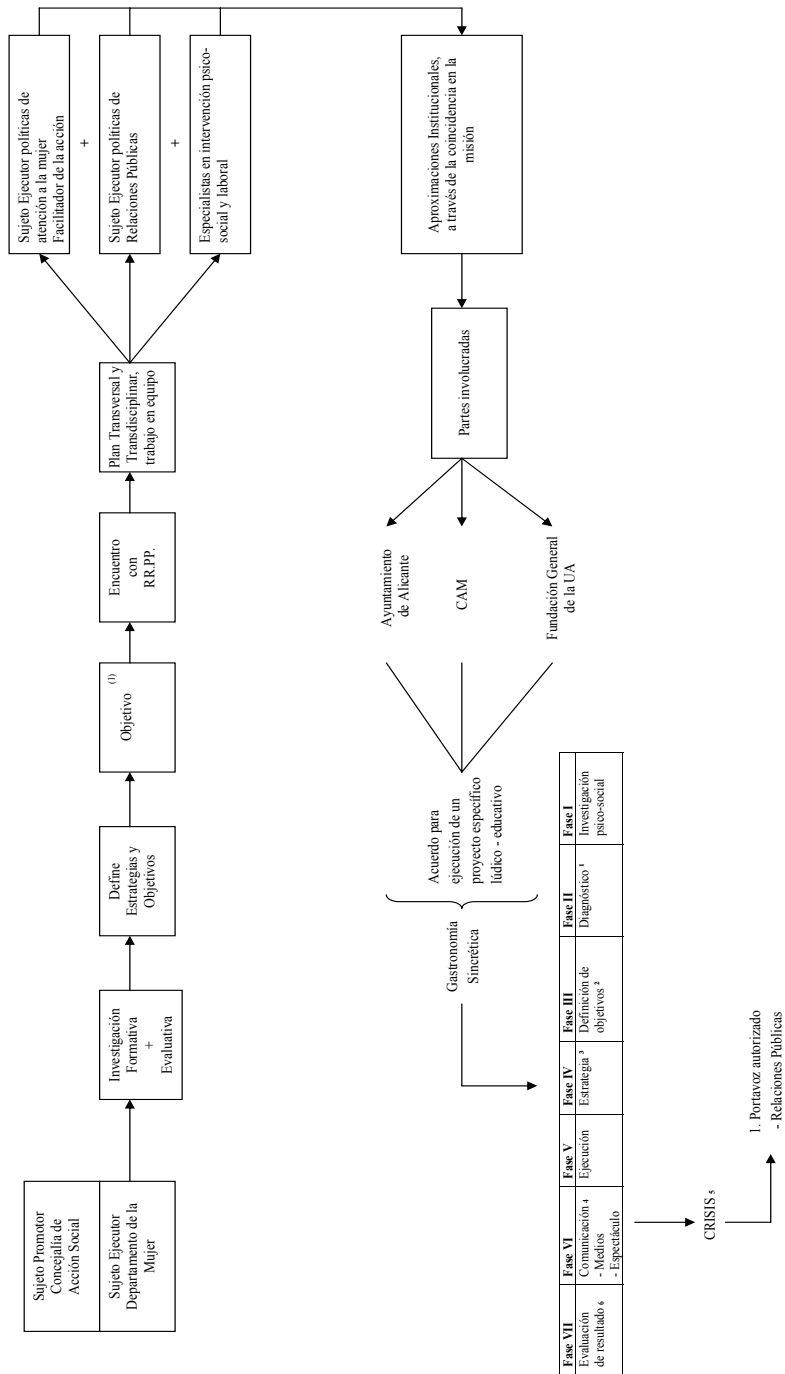 Sujeto Promotor
Concejalía de
Acción Social
Sujeto Ejecutor
Departamento de la
Mujer
Investigación
Formativa
+
Evaluativa
Define
Estrategias y
Objetivos
Objetivo (1)
Encuentro
con
RR.PP.
Plan Transversal y
Transdisciplinar,
trabajo en equipo
Sujeto Ejecutor políticas de
atención a la mujer
Facilitador de la acción
+
Sujeto Ejecutor políticas de
Relaciones Públicas
+
Especialistas en intervención psico-
social y laboral
Aproximaciones Institucionales,
a través de la coincidencia en la
misión
Partes involucradas
Ayuntamiento
de Alicante
CAM
Fundación General
de la UA
Acuerdo para
ejecución de un
proyecto específico
lúdico - educativo
Gastronomía
Sincrética
Fase VII
Evaluación
de resultado 6
Fase VI
Comunicación 4
- Medios
- Espectáculo
Fase V
Ejecución
Fase IV
Estrategia ³
Fase III
Definición de
objetivos ²
Fase II
Diagnóstico ¹
Fase I
Investigación
psico-social
CRISIS 5
1. Portavoz autorizado
- Relaciones Públicas